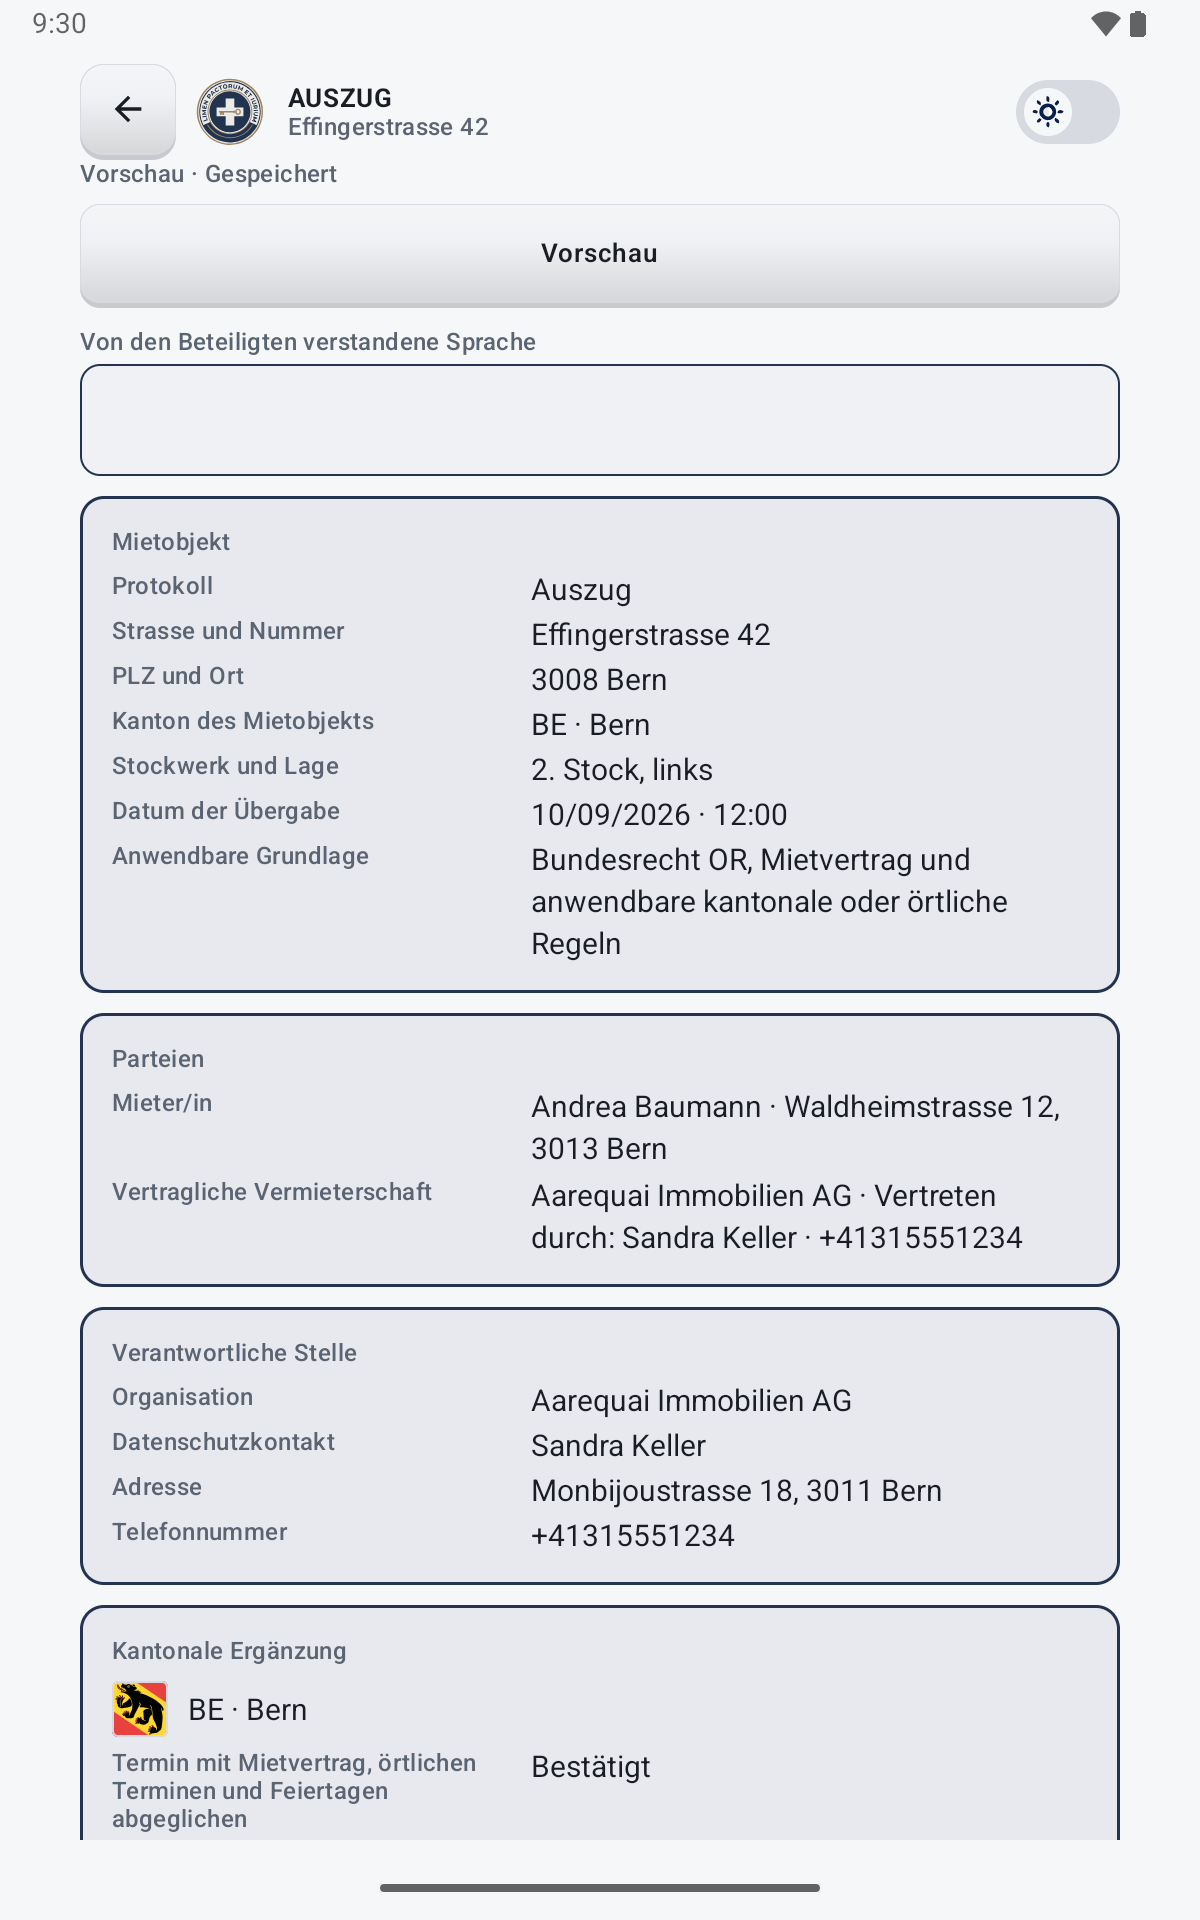 9:30
AUSZUG
Effingerstrasse 42
Vorschau · Gespeichert
Vorschau
Von den Beteiligten verstandene Sprache
Mietobjekt
Protokoll Auszug
Strasse und Nummer Effingerstrasse 42
PLZ und Ort 3008 Bern
Kanton des Mietobjekts BE · Bern
Stockwerk und Lage 2. Stock, links
Datum der Übergabe 10/09/2026 · 12:00
Anwendbare Grundlage Bundesrecht OR, Mietvertrag und
anwendbare kantonale oder örtliche
Regeln
Parteien
Mieter/in Andrea Baumann · Waldheimstrasse 12,
3013 Bern
Vertragliche Vermieterschaft Aarequai Immobilien AG · Vertreten
durch: Sandra Keller · +41315551234
Verantwortliche Stelle
Organisation Aarequai Immobilien AG
Datenschutzkontakt Sandra Keller
Adresse Monbijoustrasse 18, 3011 Bern
Telefonnummer +41315551234
Kantonale Ergänzung
BE · Bern
Termin mit Mietvertrag, örtlichen Bestätigt
Terminen und Feiertagen
abgeglichen